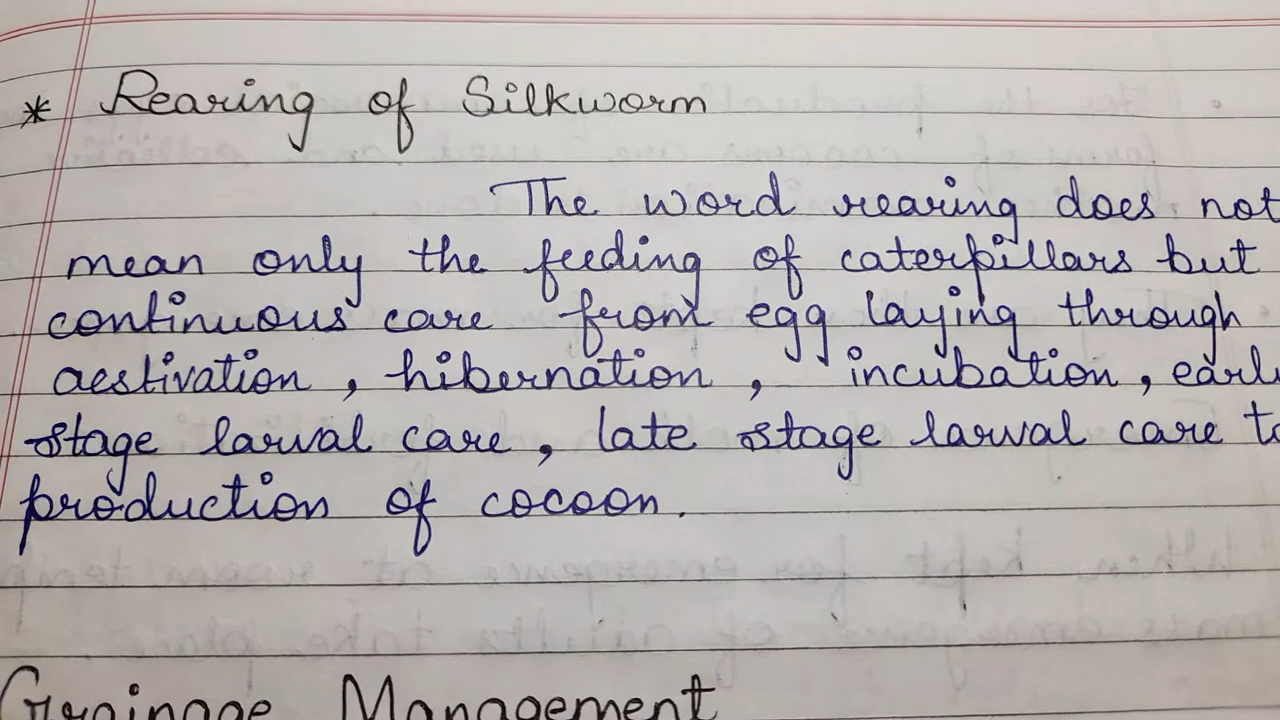 * Rearing of Silkworm
The word rearing does not
mean only the feeding of caterpillars but
continuous care from egg laying through
aestivation, hibernation, incubation, earl
stage larval care, late stage larval care to
production of cocoon.
Grainage Management